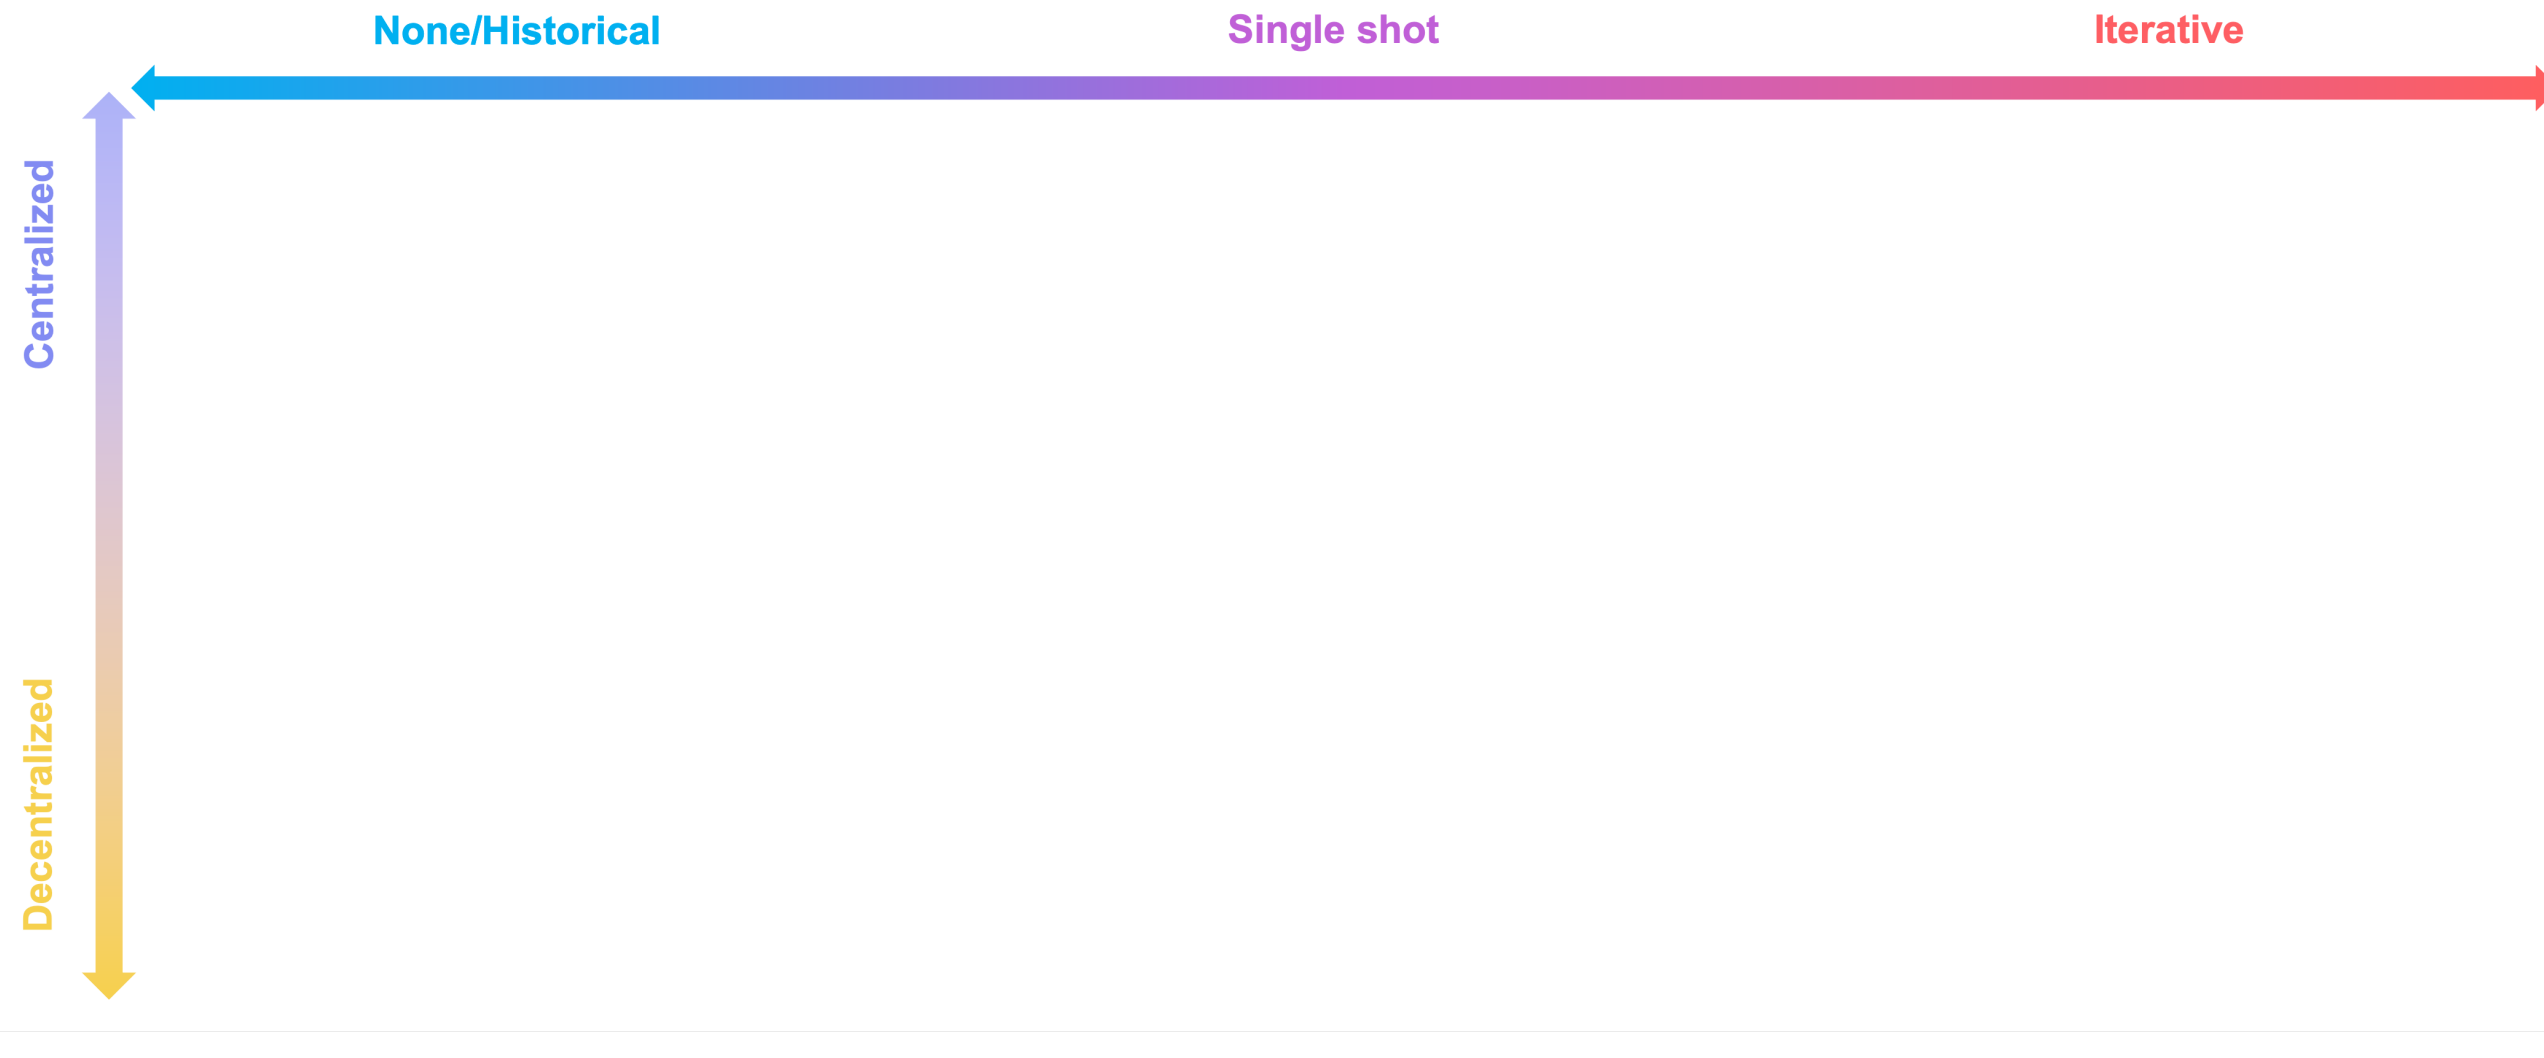 None/Historical
Single shot
Iterative
Centralized
Decentralized